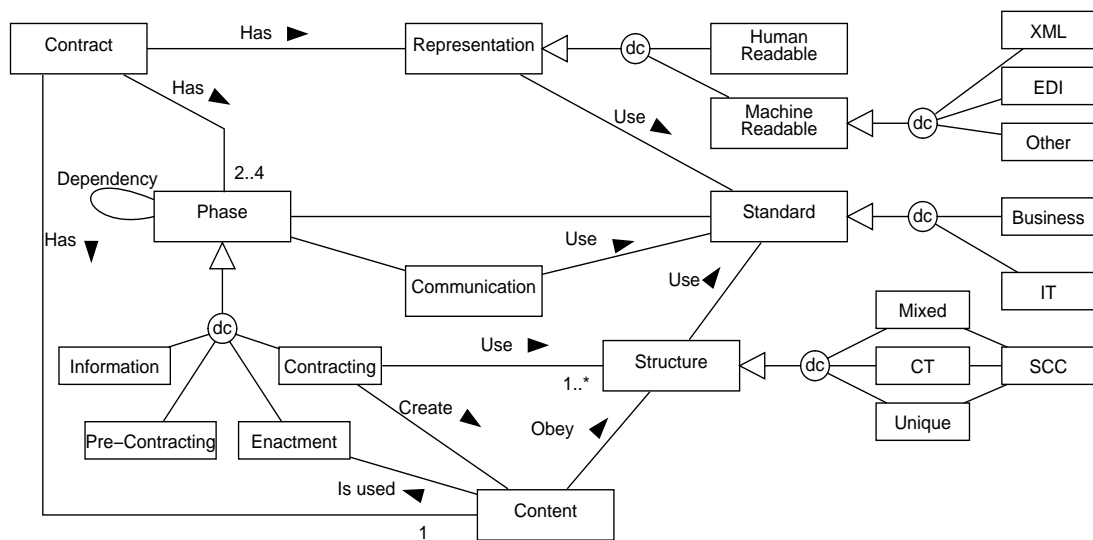 Contract
Has
Representation
dc
Human
Readable
XML
Machine
Readable
dc
EDI
Other
Has
Use
2..4
Dependency
Phase
Standard
dc
Business
Has
Use
Communication
Use
IT
dc
Mixed
Information
Contracting
Use
1..*
Structure
dc
CT
SCC
Create
Obey
Unique
Pre−Contracting
Enactment
Is used
Content
1